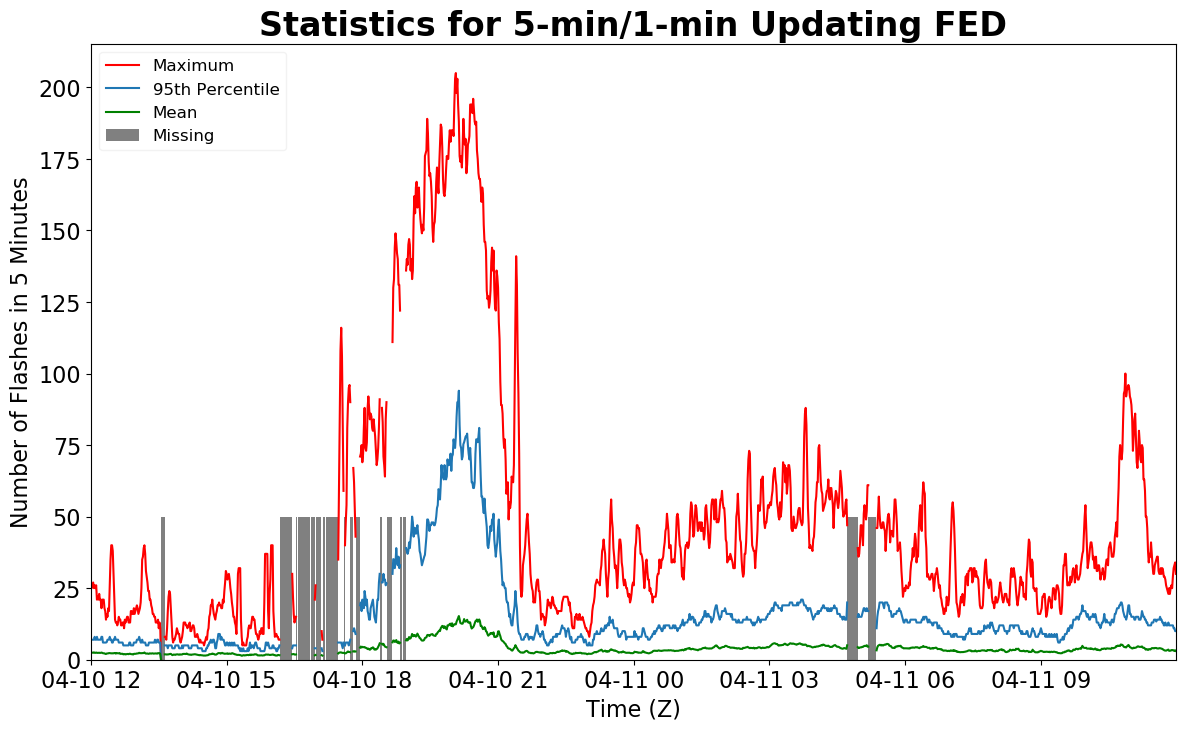 Statistics for 5-min/1-min Updating FED
Maximum
95th Percentile
Mean
Missing
Number of Flashes in 5 Minutes
200
175
150
125
100
75
50
25
0
04-10 12 04-10 15 04-10 18 04-10 21 04-11 00 04-11 03 04-11 06 04-11 09
Time (Z)